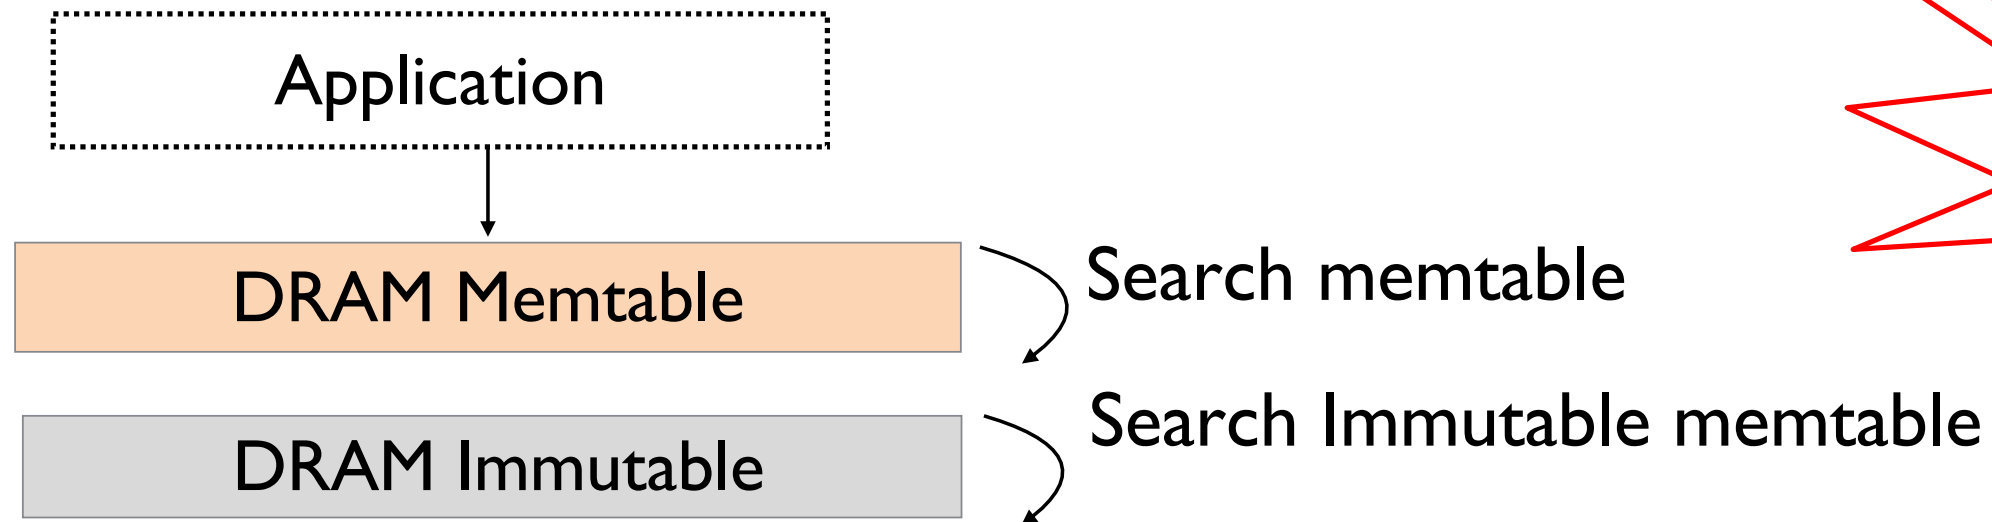 Application
DRAM Memtable
Search memtable
Search Immutable memtable
DRAM Immutable